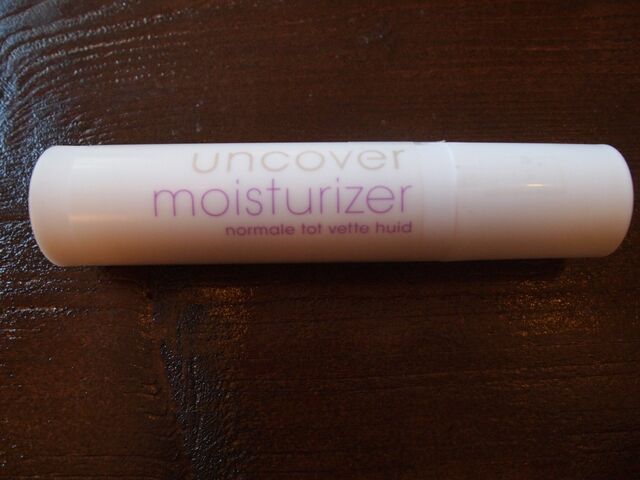 uncover
moisturizer
normale tot vette huid